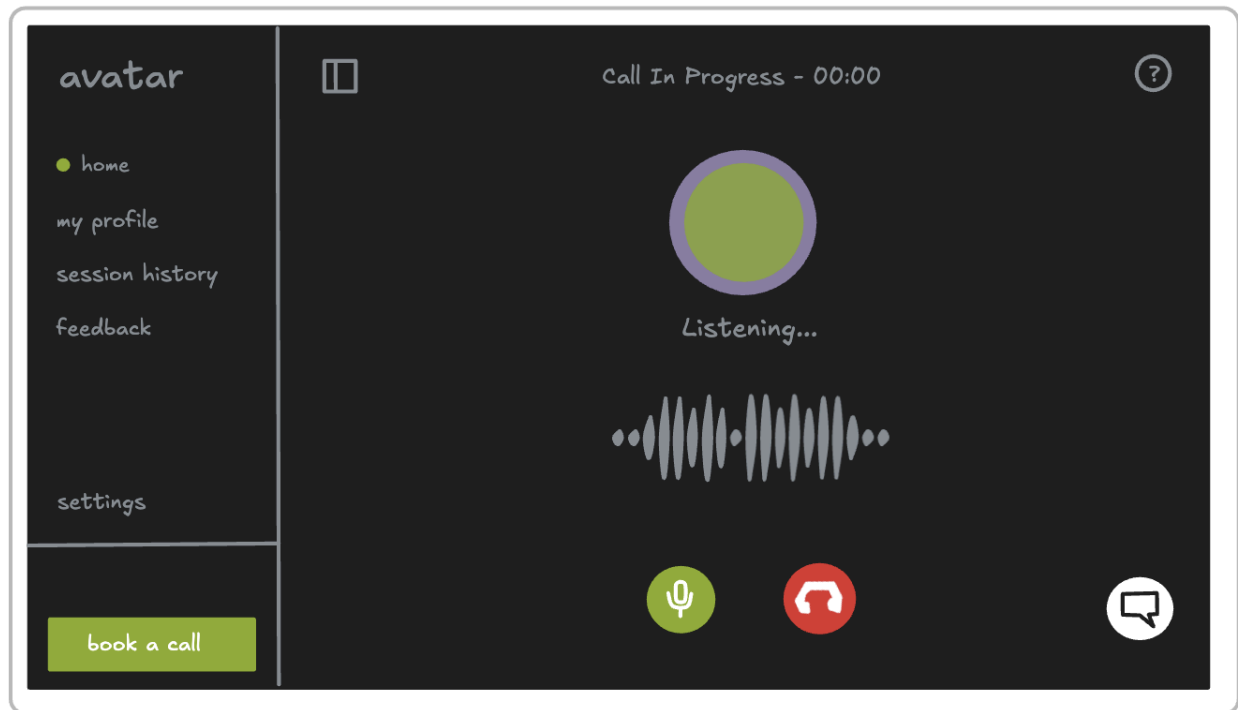 avatar
home
my profile
session history
feedback
settings
book a call
Call In Progress - 00:00
?
Listening...